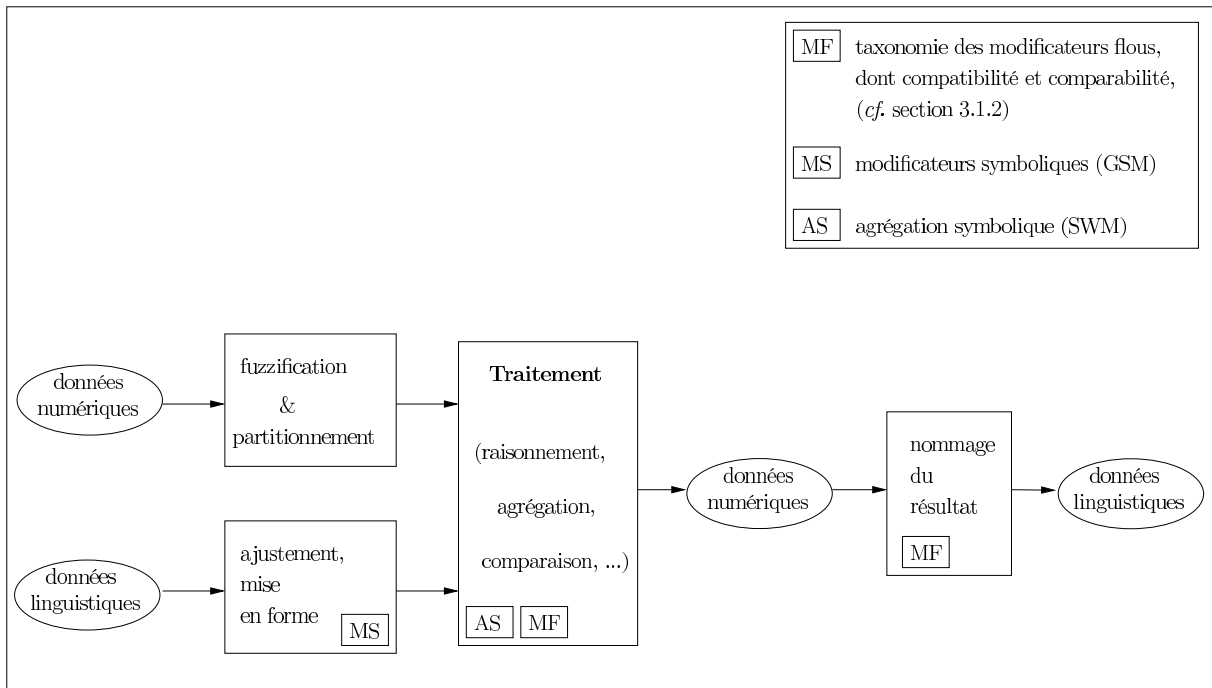 MF taxonomie des modificateurs flous,
dont compatibilité et comparabilité,
(cf. section 3.1.2)
MS modificateurs symboliques (GSM)
AS agrégation symbolique (SWM)
données
numériques
fuzzification
&
partitionnement
données
linguistiques
ajustement,
mise
en forme
MS
Traitement
(raisonnement,
agrégation,
comparaison, ...)
AS MF
données
numériques
nommage
du
résultat
MF
données
linguistiques